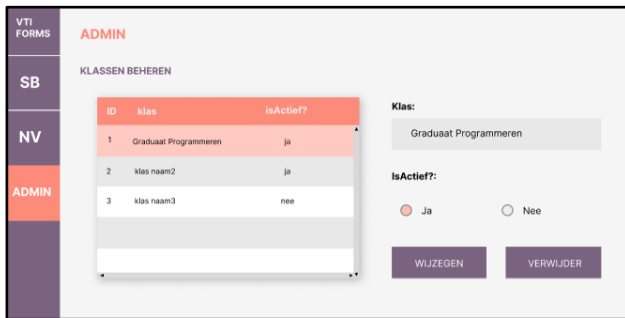 VTI
FORMS
SB
NV
ADMIN
ADMIN
KLASSEN BEHEREN
ID klas isActief?
1 Graduaat Programmeren ja
2 klas naam2 ja
3 klas naam3 nee
Klas:
Graduaat Programmeren
IsActief?:
Ja Nee
WIJZEGEN VERWIJDER